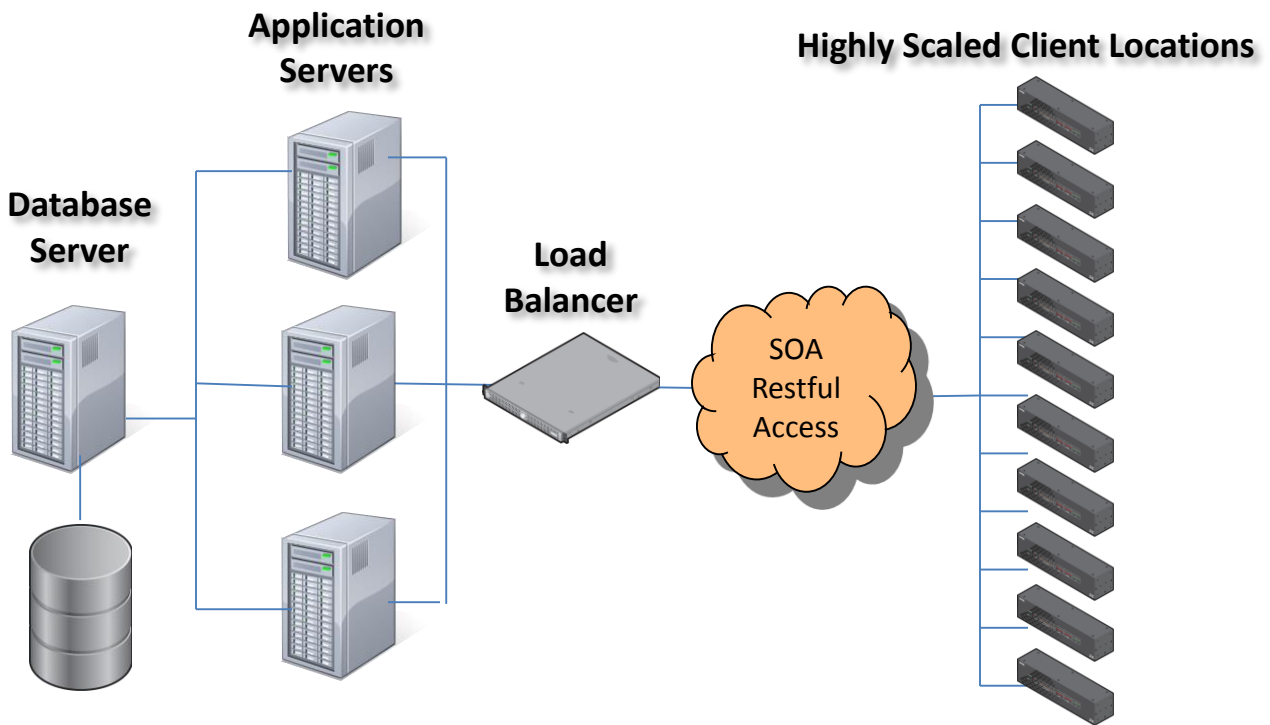 Application
Servers
Highly Scaled Client Locations
Database
Server
Load
Balancer
SOA
Restful
Access